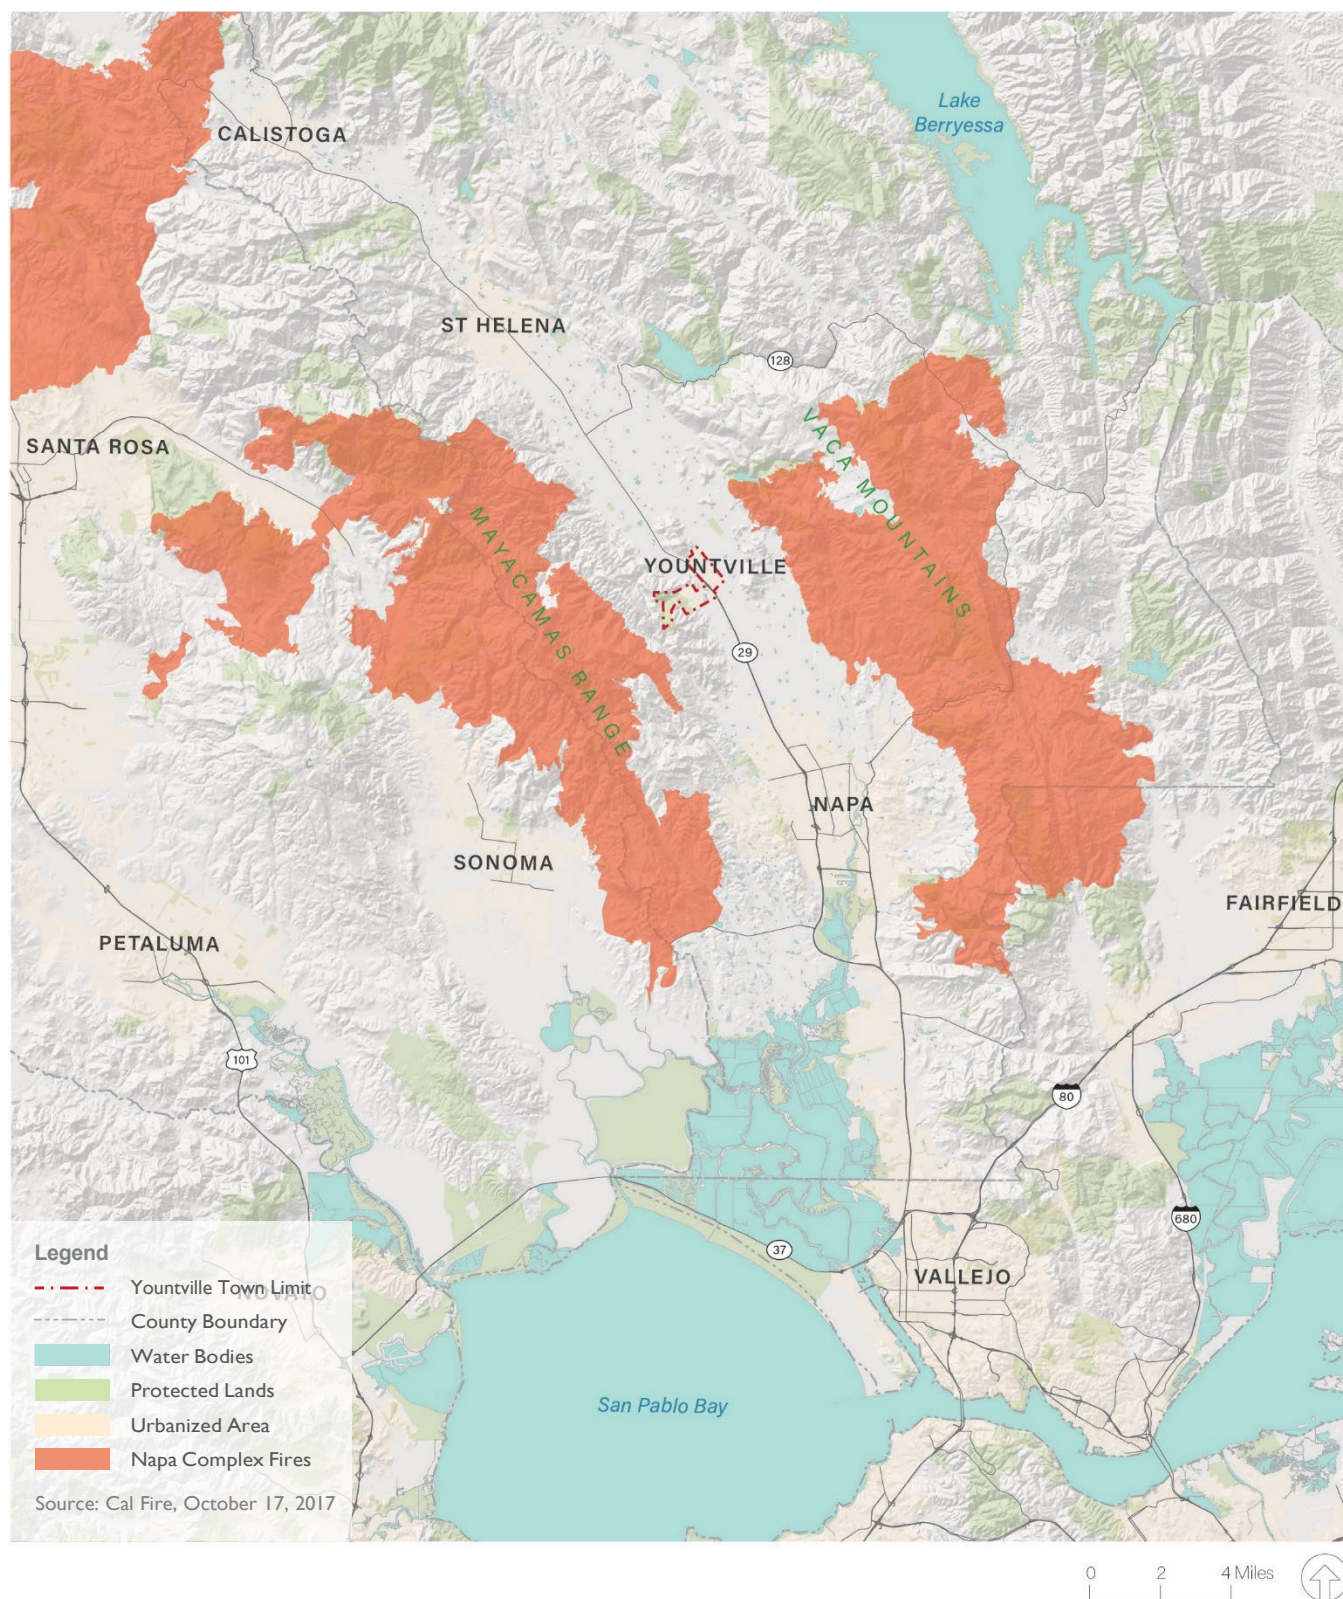 Lake
Berryessa
CALISTOGA
ST HELENA
128
VACA MOUNTAINS
SANTA ROSA
MAYACAMAS RANGE
YOUNTVILLE
29
NAPA
SONOMA
FAIRFIELD
PETALUMA
101
80
680
37
VALLEJO
NOVATO
San Pablo Bay
Legend
Yountville Town Limit
County Boundary
Water Bodies
Protected Lands
Urbanized Area
Napa Complex Fires
Source: Cal Fire, October 17, 2017
0 2 4 Miles